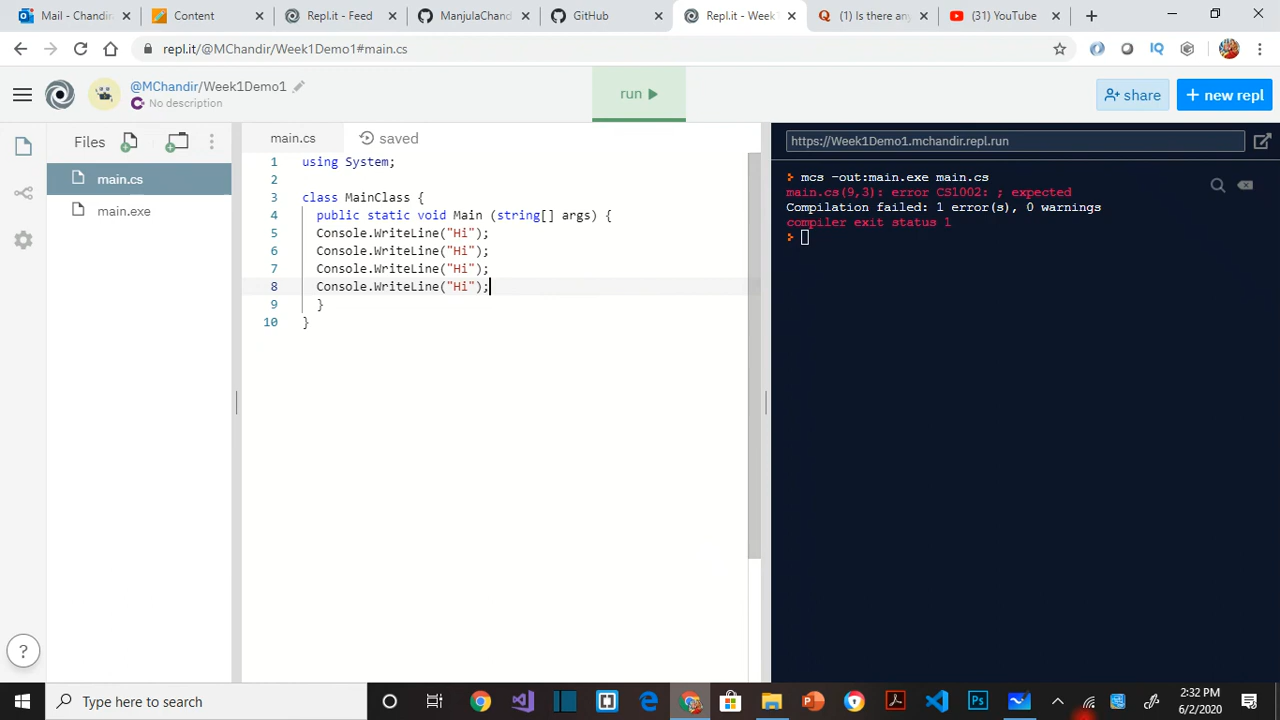 Mail - Chandir
Content
Repl.it - Feed
ManjulaChand
GitHub
Repl.it - Week
(1) Is there any
(31) YouTube
repl.it/@MChandir/Week1Demo1#main.cs
IQ
@MChandir/Week1Demo1
No description
run
share
+ new repl
Files
main.cs
main.exe
main.cs
saved
1 using System;
2
3 class MainClass {
4 public static void Main (string[] args) {
5 Console.WriteLine("Hi");
6 Console.WriteLine("Hi");
7 Console.WriteLine("Hi");
8 Console.WriteLine("Hi");
9 }
10 }
https://Week1Demo1.mchandir.repl.run
mcs -out:main.exe main.cs
main.cs(9,3): error CS1002: ; expected
Compilation failed: 1 error(s), 0 warnings
compiler exit status 1
?
Type here to search
Ps
2:32 PM
6/2/2020